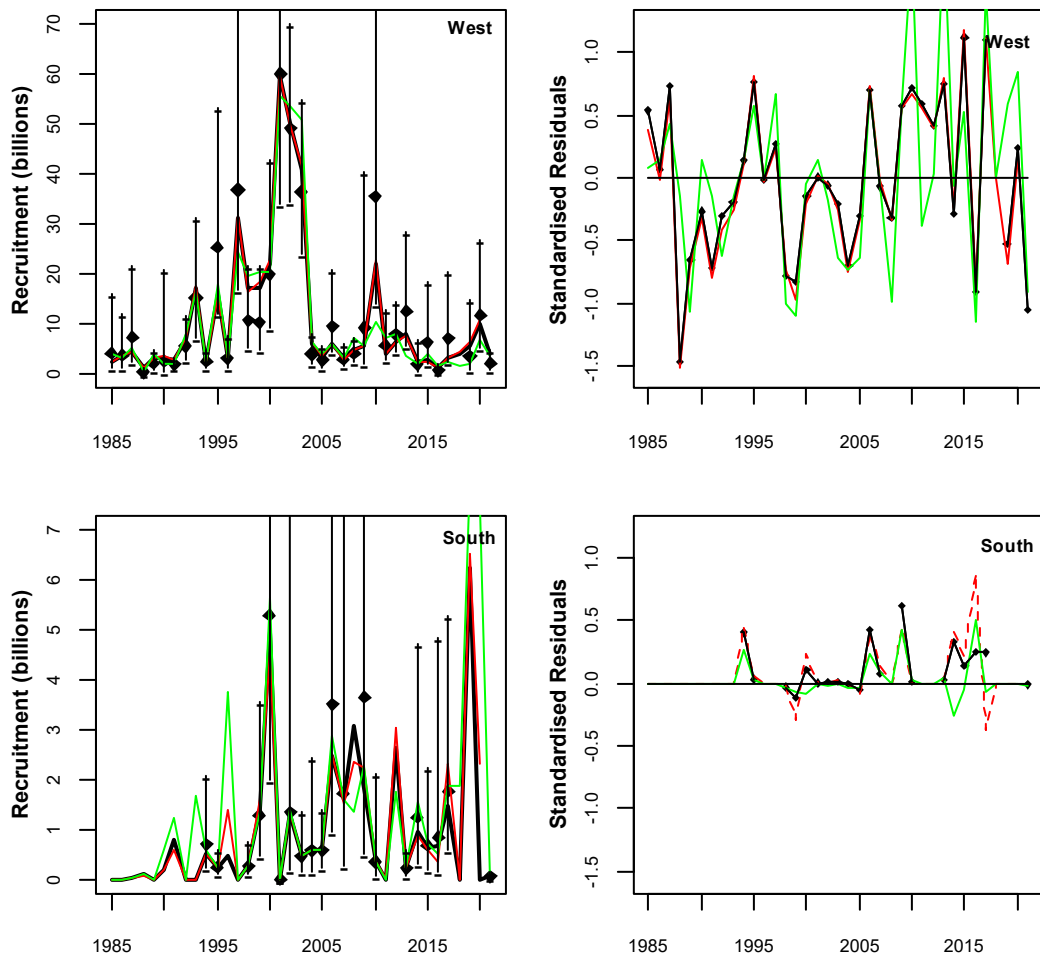 West
Recruitment (billions)
70
60
50
40
30
20
10
0
1985 1995 2005 2015
West
Standardised Residuals
1.0
0.5
0.0
-0.5
-1.0
-1.5
1985 1995 2005 2015
South
Recruitment (billions)
7
6
5
4
3
2
1
0
1985 1995 2005 2015
South
Standardised Residuals
1.0
0.5
0.0
-0.5
-1.0
-1.5
1985 1995 2005 2015